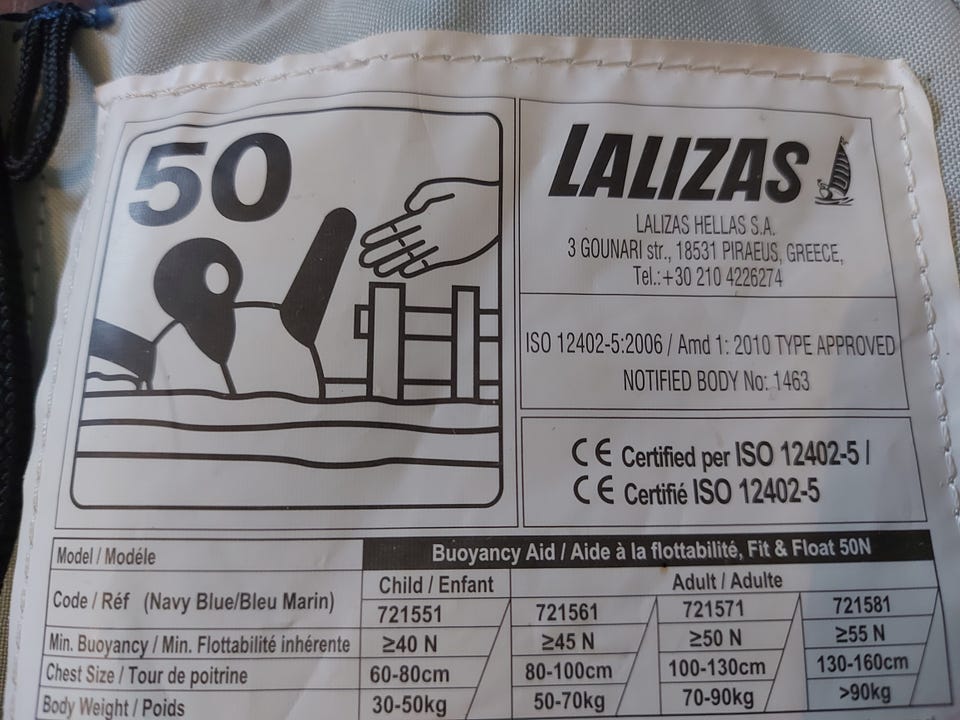 50
LALIZAS
LALIZAS HELLAS S.A.
3 GOUNARI str., 18531 PIRAEUS, GREECE,
Tel.:+30 210 4226274
ISO 12402-5:2006 / Amd 1: 2010 TYPE APPROVED
NOTIFIED BODY No: 1463
CE Certified per ISO 12402-5 /
CE Certifié ISO 12402-5
Model / Modéle Buoyancy Aid / Aide à la flottabilité, Fit & Float 50N
Child / Enfant Adult / Adulte
Code / Réf (Navy Blue/Bleu Marin) 721551 721561 721571 721581
Min. Buoyancy / Min. Flottabilité inhérente ≥40 N ≥45 N ≥50 N ≥55 N
Chest Size / Tour de poitrine 60-80cm 80-100cm 100-130cm 130-160cm
Body Weight / Poids 30-50kg 50-70kg 70-90kg >90kg